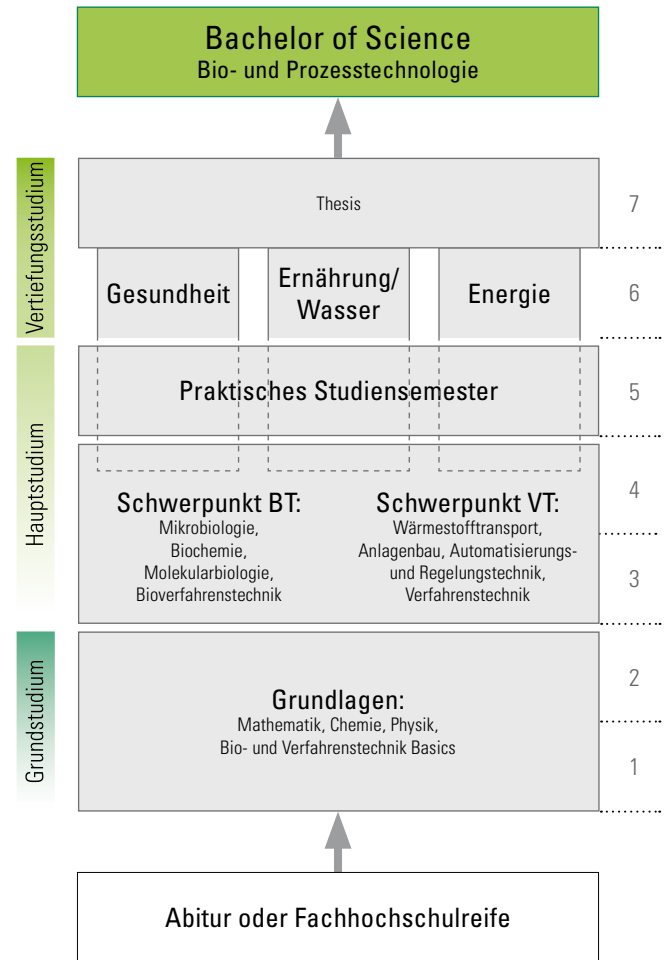 Bachelor of Science
Bio- und Prozesstechnologie
Vertiefungsstudium
Thesis
7
Gesundheit
Ernährung/
Wasser
Energie
6
Hauptstudium
Praktisches Studiensemester
5
Schwerpunkt BT:
Mikrobiologie,
Biochemie,
Molekularbiologie,
Bioverfahrenstechnik
Schwerpunkt VT:
Wärmestofftransport,
Anlagenbau, Automatisierungs-
und Regelungstechnik,
Verfahrenstechnik
4
3
Grundstudium
Grundlagen:
Mathematik, Chemie, Physik,
Bio- und Verfahrenstechnik Basics
2
1
Abitur oder Fachhochschulreife